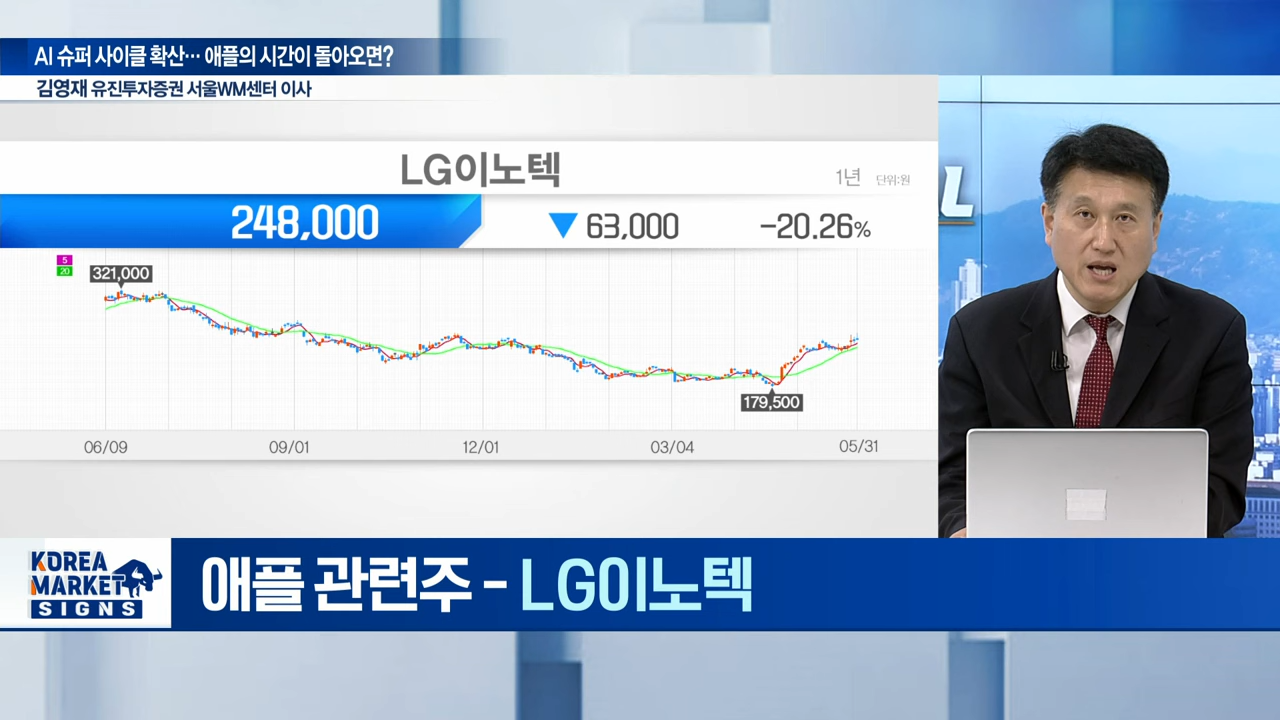 AI 슈퍼 사이클 확산… 애플의 시간이 돌아오면?
김영재 유진투자증권 서울WM센터 이사
LG이노텍
1년 단위:원
248,000 ▼ 63,000 -20.26%
5
20
321,000
179,500
06/09 09/01 12/01 03/04 05/31
L
KOREA
MARKET
SIGNS
애플 관련주 - LG이노텍